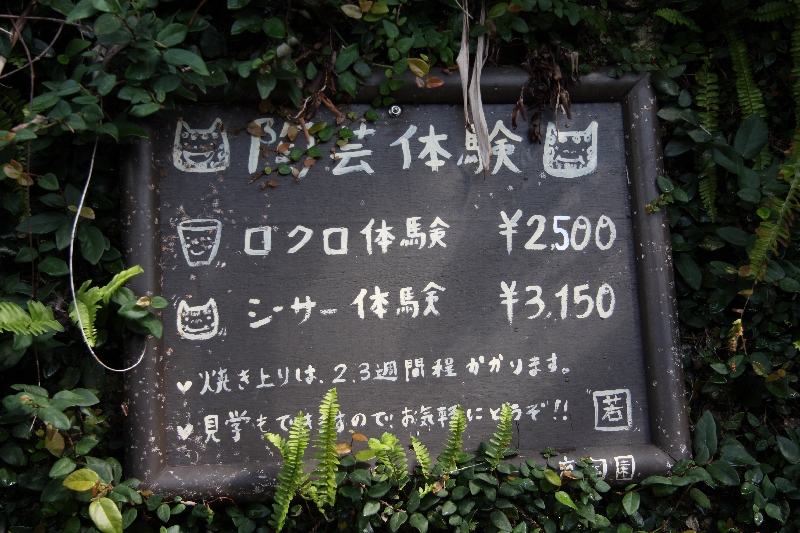 陶芸体験
ロクロ体験 ¥2,500
シーサー体験 ¥3,150
焼き上りは、2.3週間程かかります。
見学もできますので、お気軽にどうぞ!!
若
園